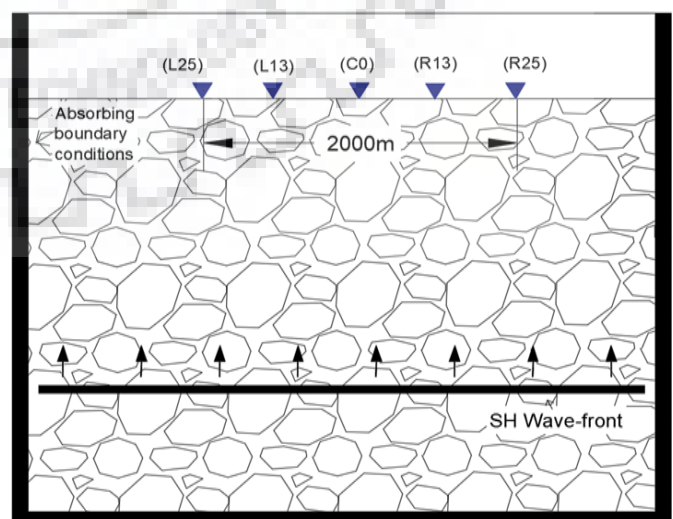 (L25) (L13) (C0) (R13) (R25)
Absorbing
boundary
conditions
2000m
SH Wave-front